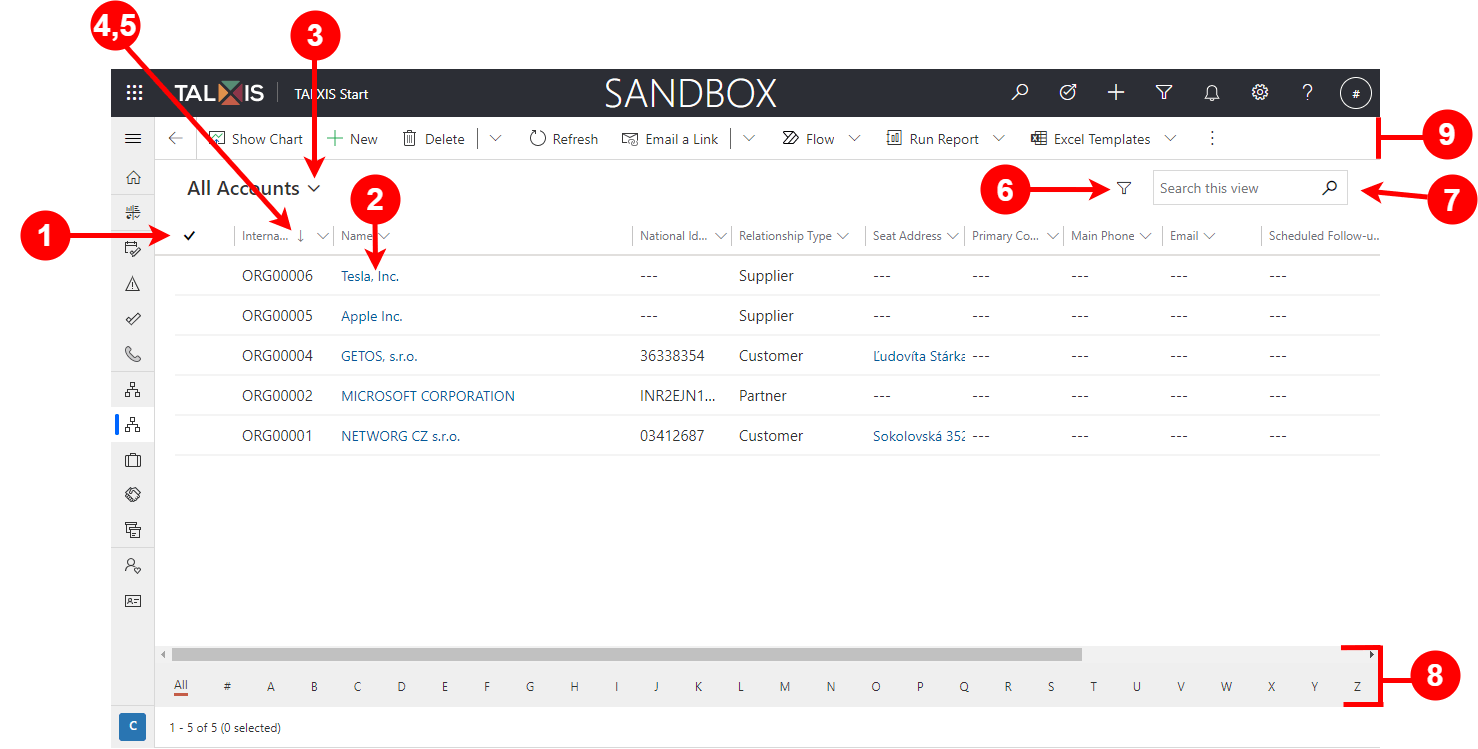 4,5
3
TALXIS TALXIS Start SANDBOX ? #
Show Chart New Delete Refresh Email a Link Flow Run Report Excel Templates
9
All Accounts
6
Search this view
7
2
1
Interna... Name National Id... Relationship Type Seat Address Primary Co... Main Phone Email Scheduled Follow-u...
ORG00006 Tesla, Inc. --- Supplier --- --- --- --- ---
ORG00005 Apple Inc. --- Supplier --- --- --- --- ---
ORG00004 GETOS, s.r.o. 36338354 Customer Ľudovíta Stárka --- --- --- ---
ORG00002 MICROSOFT CORPORATION INR2EJN1... Partner --- --- --- --- ---
ORG00001 NETWORG CZ s.r.o. 03412687 Customer Sokolovská 352 --- --- --- ---
8
All # A B C D E F G H I J K L M N O P Q R S T U V W X Y Z
C
1 - 5 of 5 (0 selected)